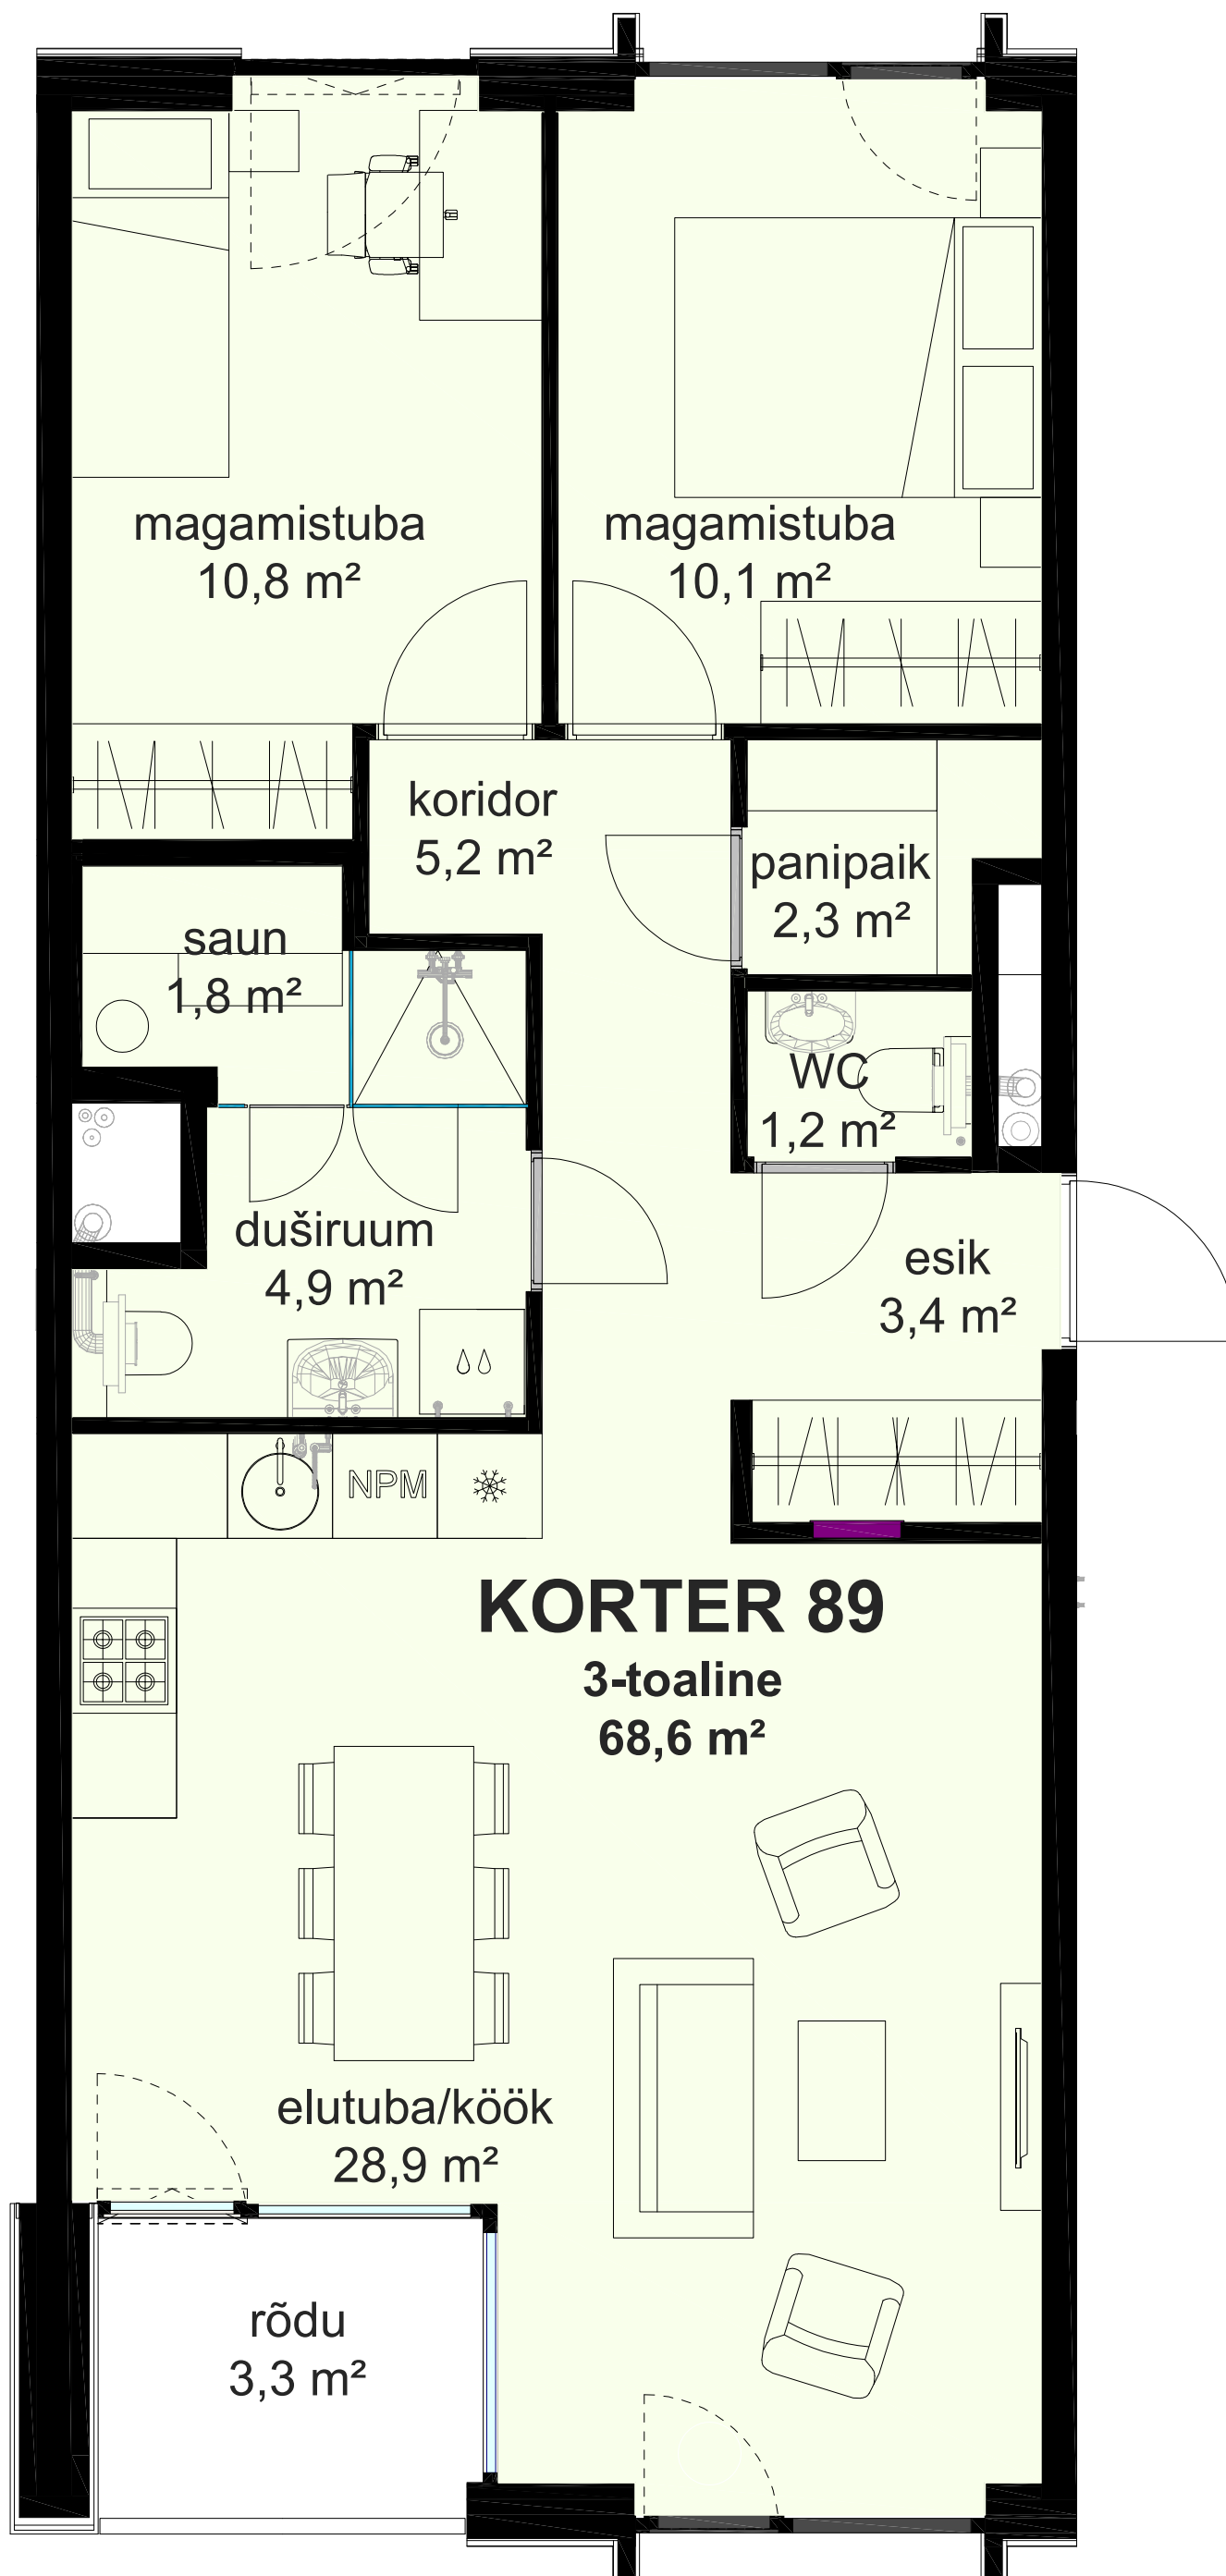 magamistuba
10,8 m²
magamistuba
10,1 m²
koridor
5,2 m²
panipaik
2,3 m²
saun
1,8 m²
WC
1,2 m²
duširuum
4,9 m²
esik
3,4 m²
NPM
KORTER 89
3-toaline
68,6 m²
elutuba/köök
28,9 m²
rõdu
3,3 m²